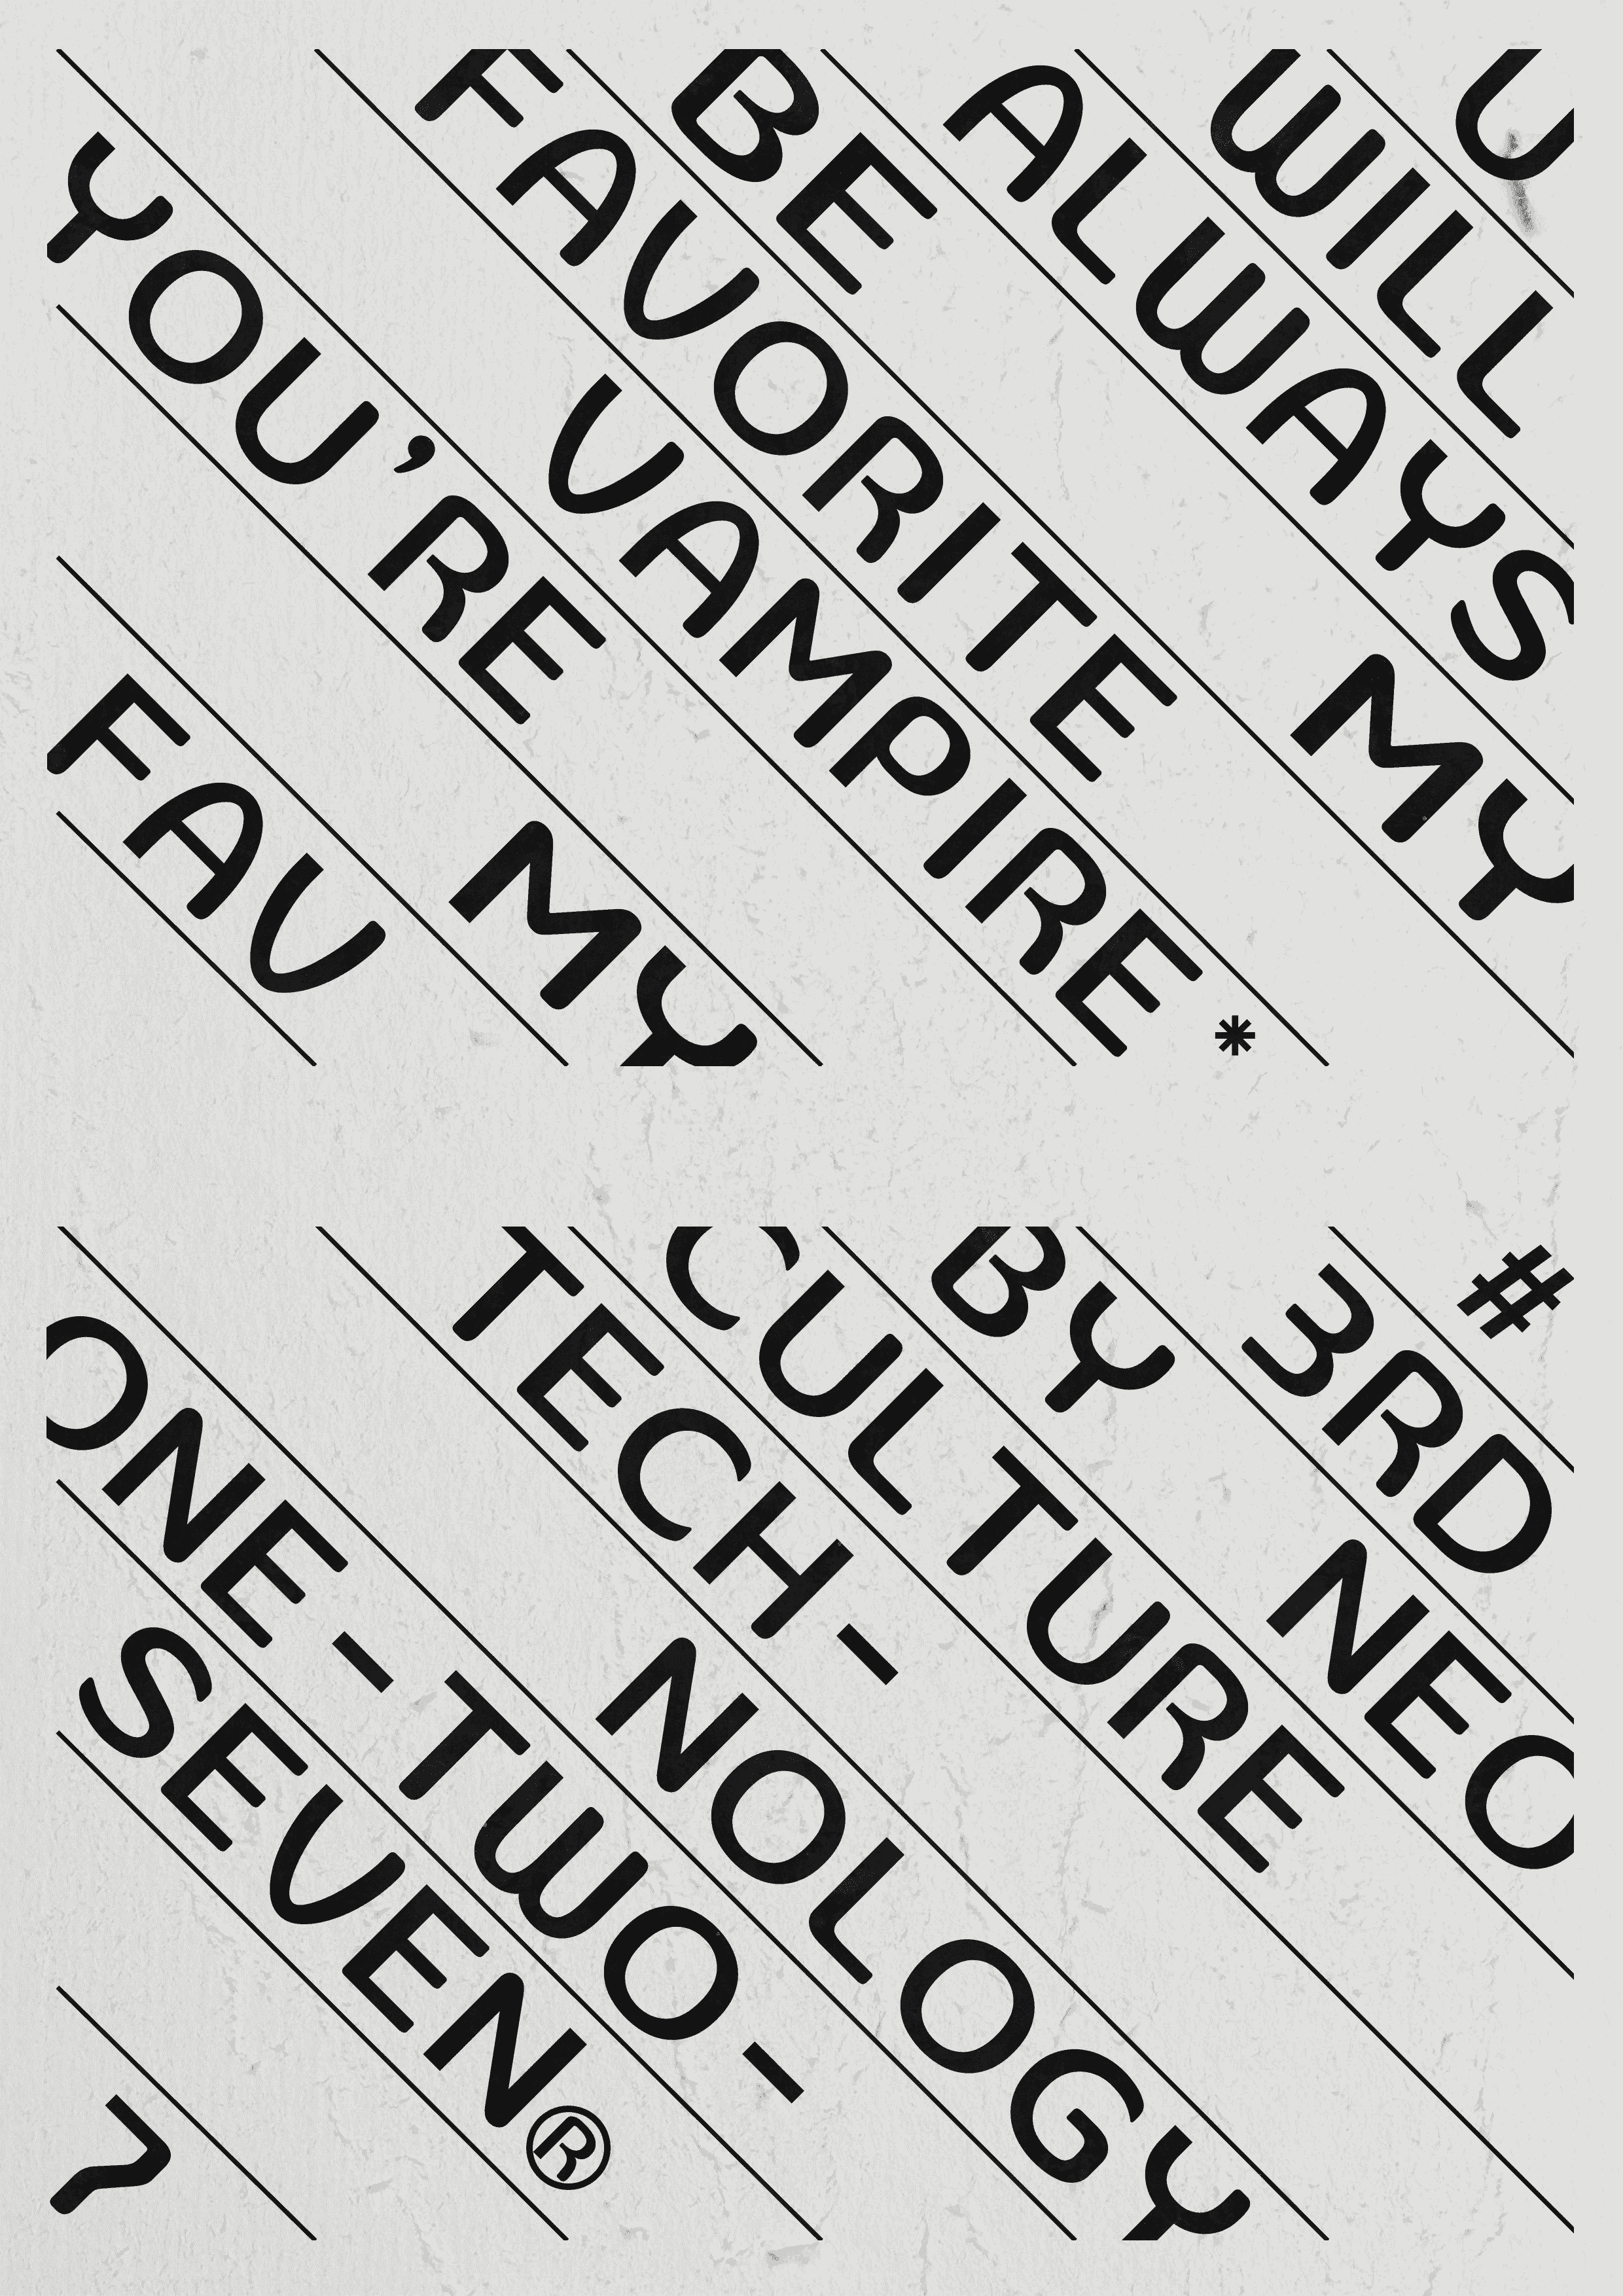 U
WILL
ALWAYS
BE MY
FAVORITE
VAMPIRE*
YOU’RE
MY
FAV
#
3RD
BY NEO
CULTURE
TECH-
NOLOGY
ONE-TWO-
SEVEN®
7